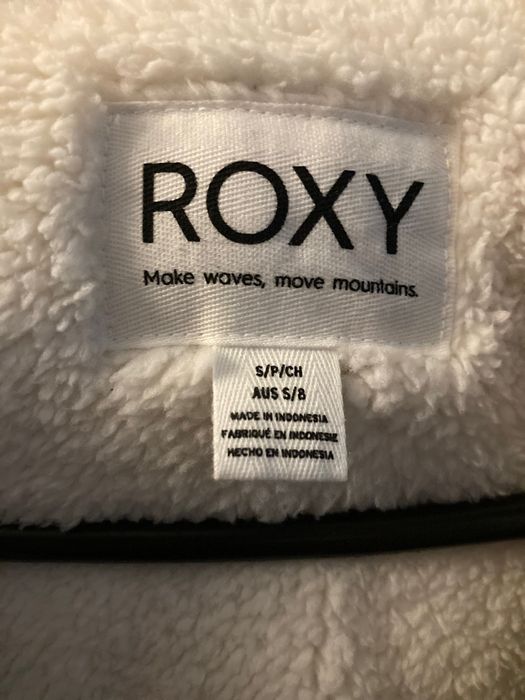 ROXY
Make waves, move mountains.
S/P/CH
AUS S/8
MADE IN INDONESIA
FABRIQUÉ EN INDONESIE
HECHO EN INDONESIA